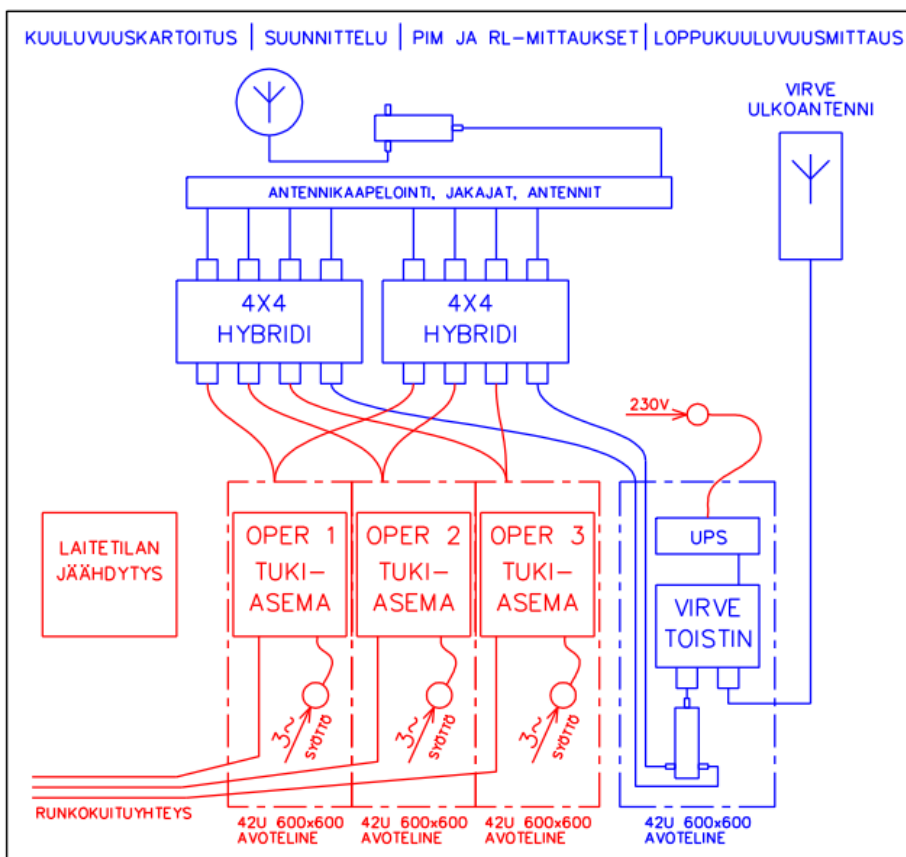 KUULUVUUSKARTOITUS | SUUNNITTELU | PIM JA RL-MITTAUKSET | LOPPUKUULUVUUSMITTAUS
VIRVE
ULKOANTENNI
ANTENNIKAAPELOINTI, JAKAJAT, ANTENNIT
4X4
HYBRIDI
4X4
HYBRIDI
230V
LAITETILAN
JÄÄHDYTYS
OPER 1
TUKI-
ASEMA
OPER 2
TUKI-
ASEMA
OPER 3
TUKI-
ASEMA
UPS
VIRVE
TOISTIN
3~
SYÖTTÖ
3~
SYÖTTÖ
3~
SYÖTTÖ
RUNKOKUITUYHTEYS
42U 600x600
AVOTELINE
42U 600x600
AVOTELINE
42U 600x600
AVOTELINE
42U 600x600
AVOTELINE